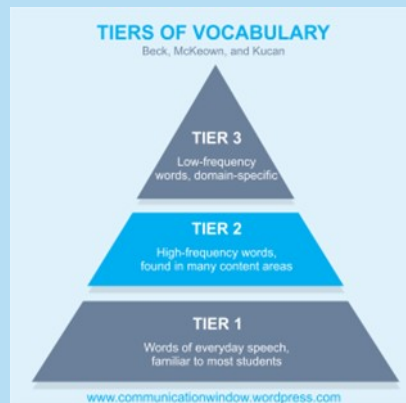 TIERS OF VOCABULARY
Beck, McKeown, and Kucan
TIER 3
Low-frequency
words, domain-specific
TIER 2
High-frequency words,
found in many content areas
TIER 1
Words of everyday speech,
familiar to most students
www.communicationwindow.wordpress.com